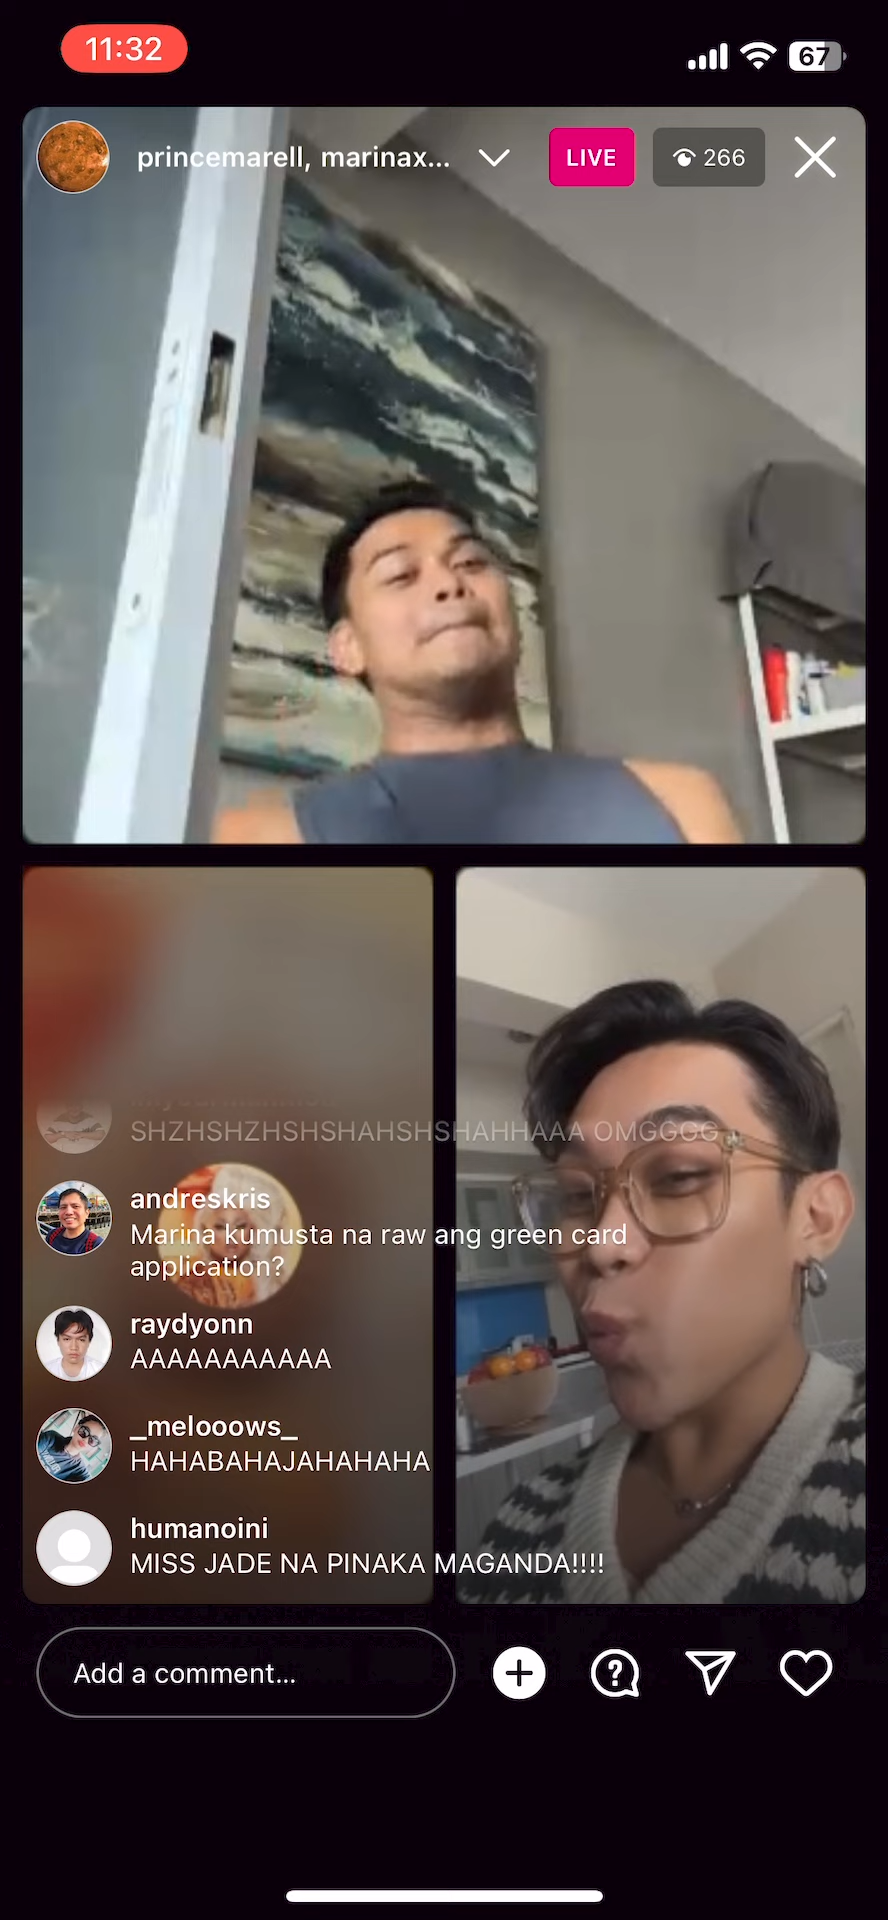 11:32
67
princemarell, marinax...
LIVE
266
SHZHSHZHSHSHAHSHSHAHHAAA OMGGGG
andreskris
Marina kumusta na raw ang green card
application?
raydyonn
AAAAAAAAAAA
_melooows_
HAHABAHAJAHAHAHA
humanoini
MISS JADE NA PINAKA MAGANDA!!!!
Add a comment...